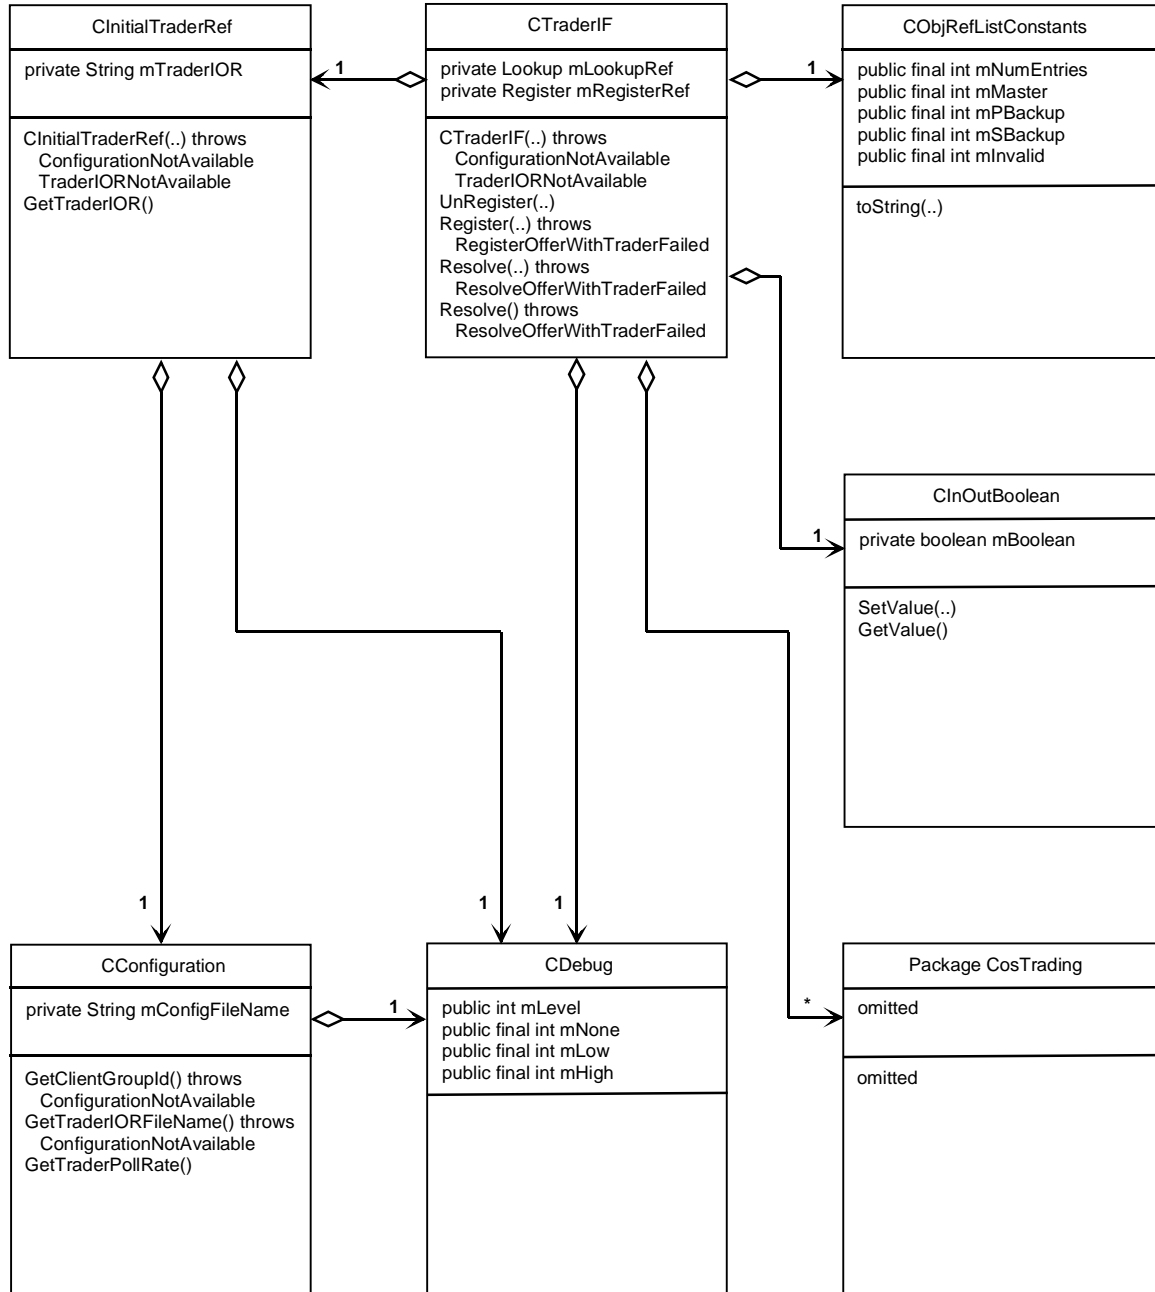 CInitialTraderRef
private String mTraderIOR
CInitialTraderRef(..) throws
ConfigurationNotAvailable
TraderIORNotAvailable
GetTraderIOR()
1
CTraderIF
private Lookup mLookupRef
private Register mRegisterRef
CTraderIF(..) throws
ConfigurationNotAvailable
TraderIORNotAvailable
UnRegister(..)
Register(..) throws
RegisterOfferWithTraderFailed
Resolve(..) throws
ResolveOfferWithTraderFailed
Resolve() throws
ResolveOfferWithTraderFailed
1
CObjRefListConstants
public final int mNumEntries
public final int mMaster
public final int mPBackup
public final int mSBackup
public final int mInvalid
toString(..)
1
CInOutBoolean
private boolean mBoolean
SetValue(..)
GetValue()
1
1
1
CConfiguration
private String mConfigFileName
GetClientGroupId() throws
ConfigurationNotAvailable
GetTraderIORFileName() throws
ConfigurationNotAvailable
GetTraderPollRate()
1
CDebug
public int mLevel
public final int mNone
public final int mLow
public final int mHigh
*
Package CosTrading
omitted
omitted